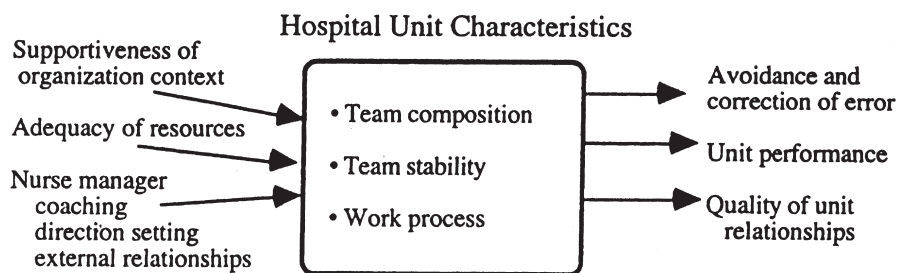 Hospital Unit Characteristics
Supportiveness of
organization context
Adequacy of resources
Nurse manager
coaching
direction setting
external relationships
• Team composition
• Team stability
• Work process
Avoidance and
correction of error
Unit performance
Quality of unit
relationships